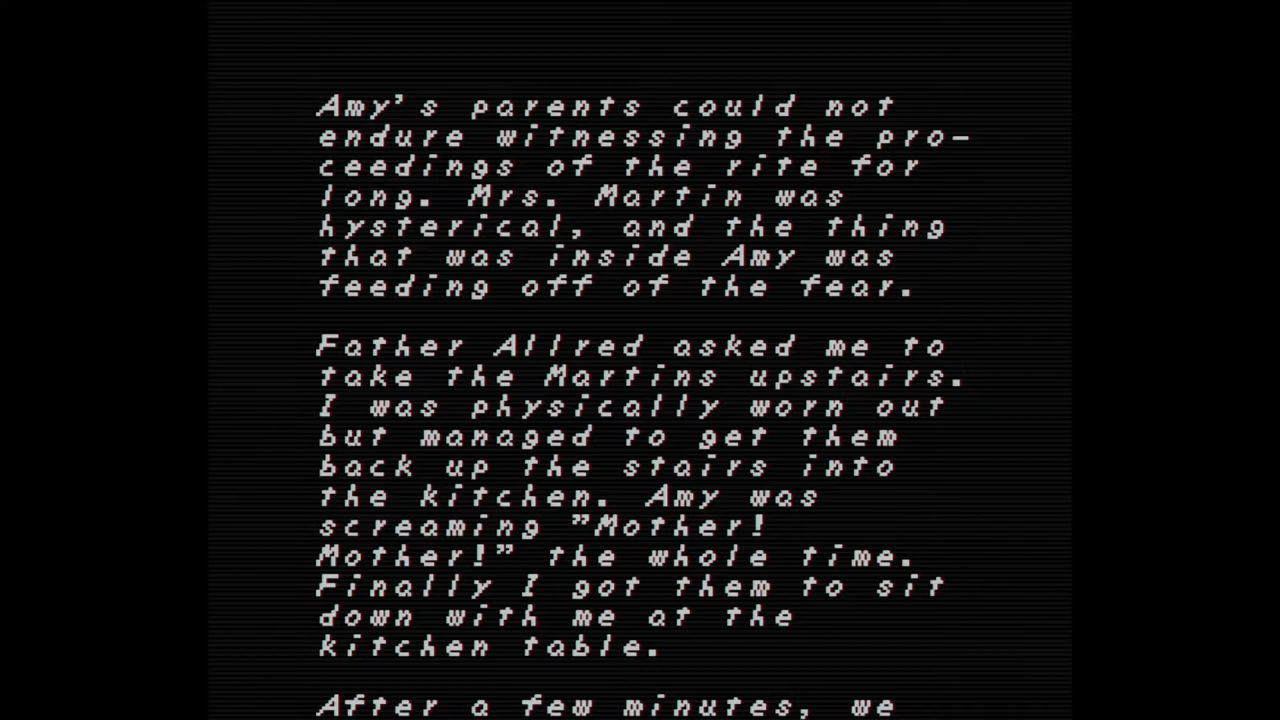 Amy's parents could not
endure witnessing the pro-
ceedings of the rite for
long. Mrs. Martin was
hysterical, and the thing
that was inside Amy was
feeding off of the fear.
Father Allred asked me to
take the Martins upstairs.
I was physically worn out
but managed to get them
back up the stairs into
the kitchen. Amy was
screaming "Mother!
Mother!" the whole time.
Finally I got them to sit
down with me at the
kitchen table.
After a few minutes, we